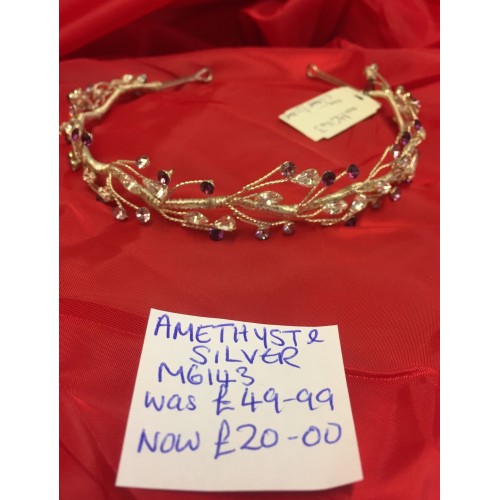 AMETHYST &
SILVER
M6143
WAS £49-99
NOW £20-00